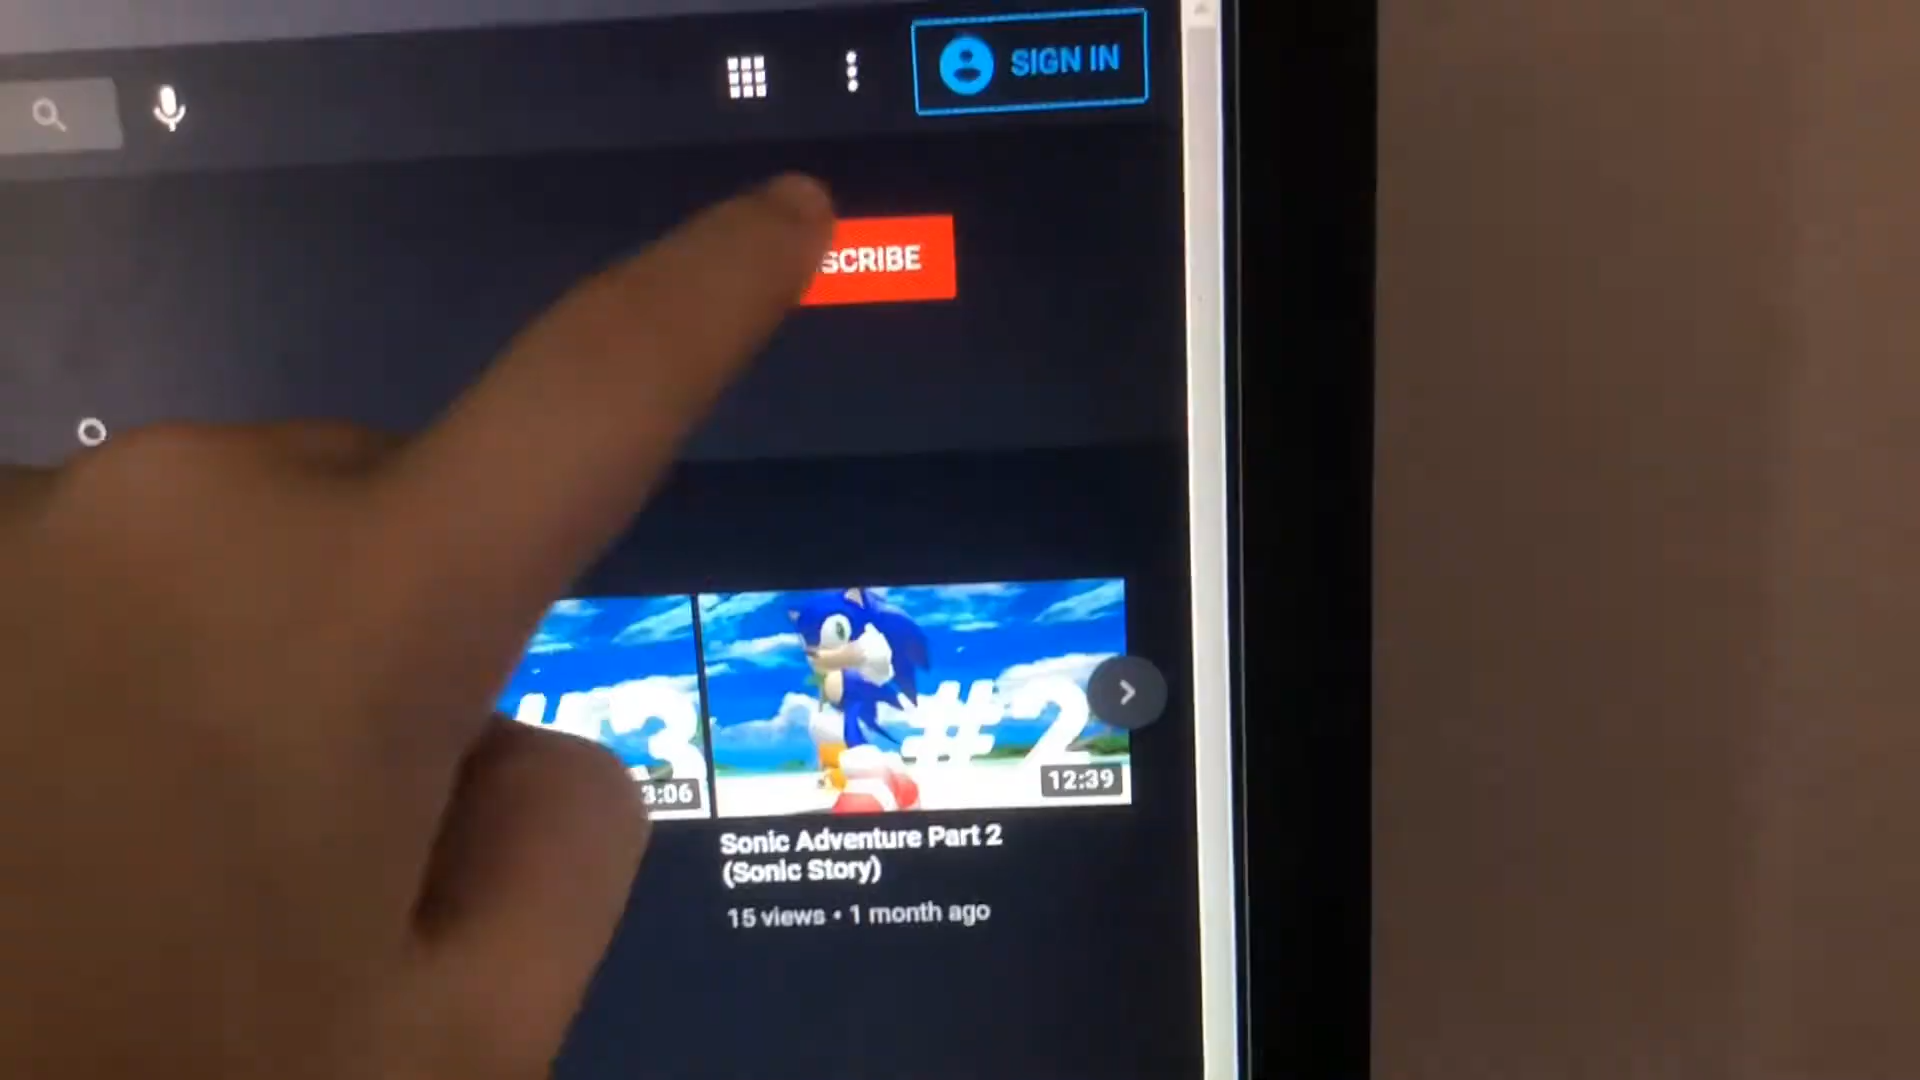 SIGN IN
SCRIBE
#3
#2
3:06
12:39
Sonic Adventure Part 2
(Sonic Story)
15 views • 1 month ago